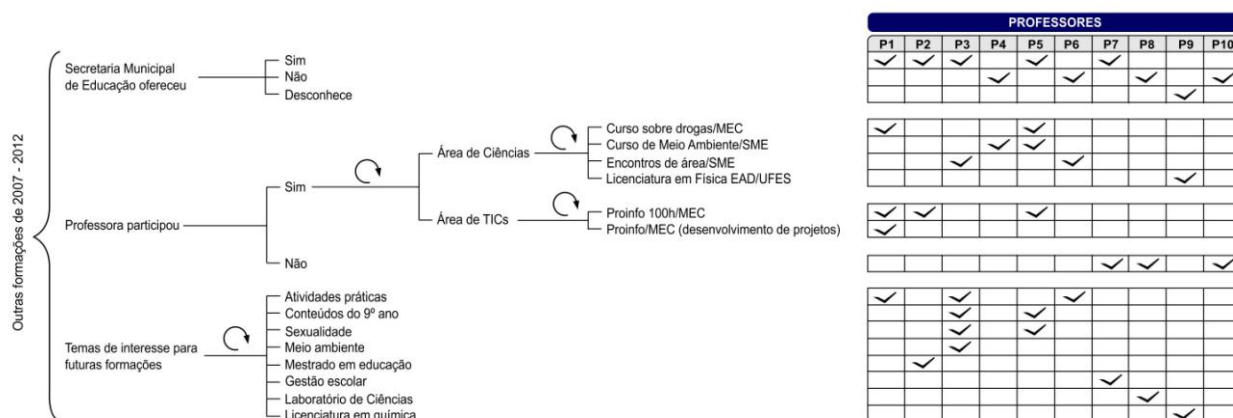 PROFESSORES
P1 P2 P3 P4 P5 P6 P7 P8 P9 P10
Outras formações de 2007 - 2012
Secretaria Municipal
de Educação ofereceu
Sim
Não
Desconhece
Professora participou
Sim
Área de Ciências
Curso sobre drogas/MEC
Curso de Meio Ambiente/SME
Encontros de área/SME
Licenciatura em Física EAD/UFES
Área de TICs
Proinfo 100h/MEC
Proinfo/MEC (desenvolvimento de projetos)
Não
Temas de interesse para
futuras formações
Atividades práticas
Conteúdos do 9º ano
Sexualidade
Meio ambiente
Mestrado em educação
Gestão escolar
Laboratório de Ciências
Licenciatura em química